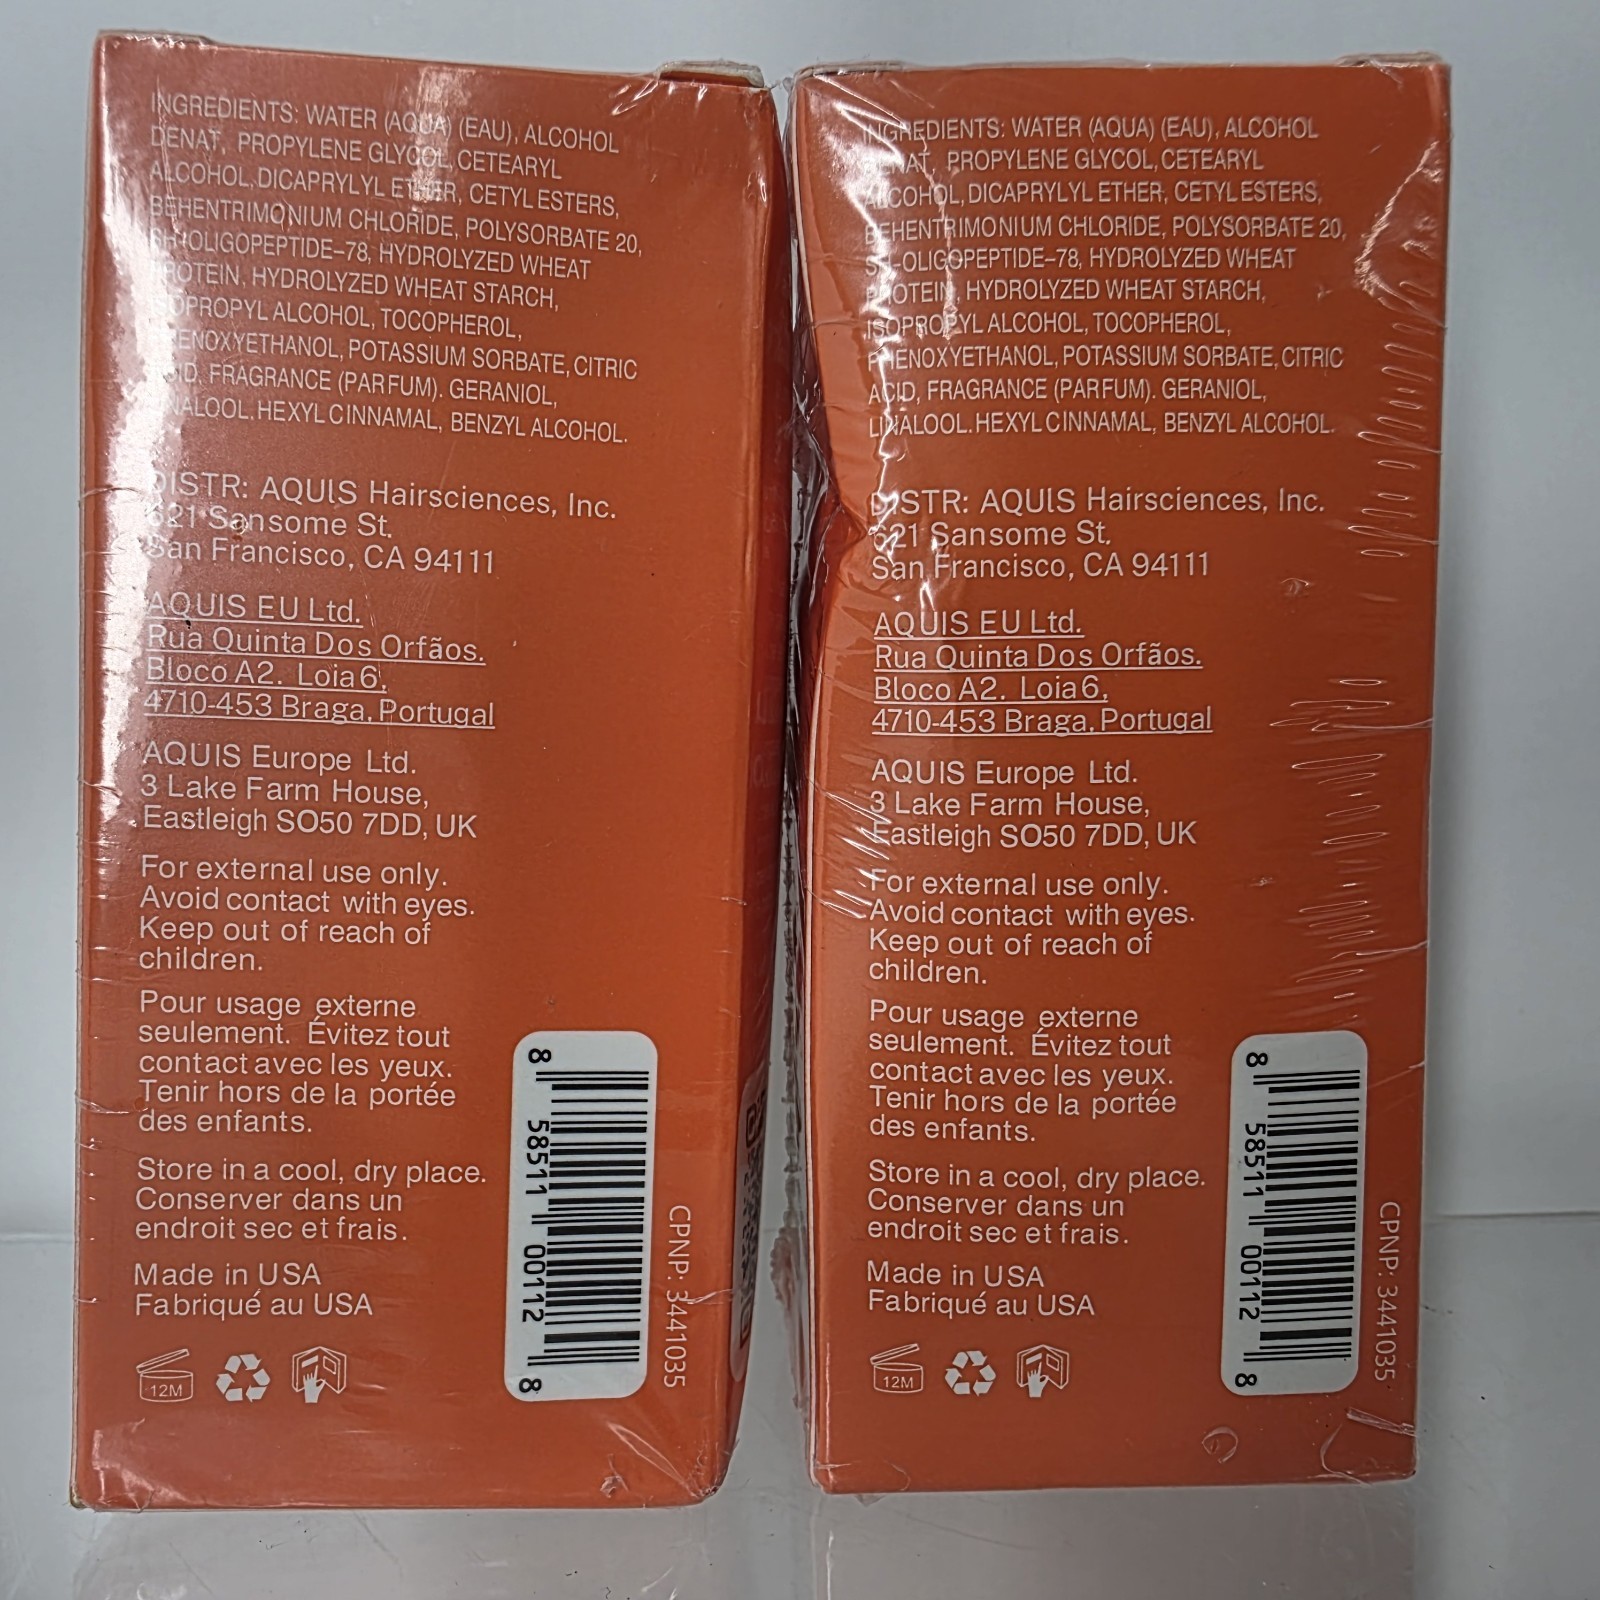 INGREDIENTS: WATER (AQUA) (EAU), ALCOHOL
DENAT, PROPYLENE GLYCOL, CETEARYL
ALCOHOL, DICAPRYLYL ETHER, CETYL ESTERS,
BEHENTRIMONIUM CHLORIDE, POLYSORBATE 20,
SH-OLIGOPEPTIDE-78, HYDROLYZED WHEAT
PROTEIN, HYDROLYZED WHEAT STARCH,
ISOPROPYL ALCOHOL, TOCOPHEROL,
PHENOXYETHANOL, POTASSIUM SORBATE, CITRIC
ACID, FRAGRANCE (PARFUM). GERANIOL,
LINALOOL. HEXYL CINNAMAL, BENZYL ALCOHOL.
DISTR: AQUIS Hairsciences, Inc.
621 Sansome St.
San Francisco, CA 94111
AQUIS EU Ltd.
Rua Quinta Dos Orfãos.
Bloco A2. Loia 6,
4710-453 Braga, Portugal
AQUIS Europe Ltd.
3 Lake Farm House,
Eastleigh SO50 7DD, UK
For external use only.
Avoid contact with eyes.
Keep out of reach of
children.
Pour usage externe
seulement. Évitez tout
contact avec les yeux.
Tenir hors de la portée
des enfants.
Store in a cool, dry place.
Conserver dans un
endroit sec et frais.
Made in USA
Fabriqué au USA
12M
8 58511 00112 8
CPNP: 3441035
INGREDIENTS: WATER (AQUA) (EAU), ALCOHOL
DENAT, PROPYLENE GLYCOL, CETEARYL
ALCOHOL, DICAPRYLYL ETHER, CETYL ESTERS,
BEHENTRIMONIUM CHLORIDE, POLYSORBATE 20,
SH-OLIGOPEPTIDE-78, HYDROLYZED WHEAT
PROTEIN, HYDROLYZED WHEAT STARCH,
ISOPROPYL ALCOHOL, TOCOPHEROL,
PHENOXYETHANOL, POTASSIUM SORBATE, CITRIC
ACID, FRAGRANCE (PARFUM). GERANIOL,
LINALOOL. HEXYL CINNAMAL, BENZYL ALCOHOL.
DISTR: AQUIS Hairsciences, Inc.
621 Sansome St.
San Francisco, CA 94111
AQUIS EU Ltd.
Rua Quinta Dos Orfãos.
Bloco A2. Loia 6,
4710-453 Braga, Portugal
AQUIS Europe Ltd.
3 Lake Farm House,
Eastleigh SO50 7DD, UK
For external use only.
Avoid contact with eyes.
Keep out of reach of
children.
Pour usage externe
seulement. Évitez tout
contact avec les yeux.
Tenir hors de la portée
des enfants.
Store in a cool, dry place.
Conserver dans un
endroit sec et frais.
Made in USA
Fabriqué au USA
12M
8 58511 00112 8
CPNP: 3441035